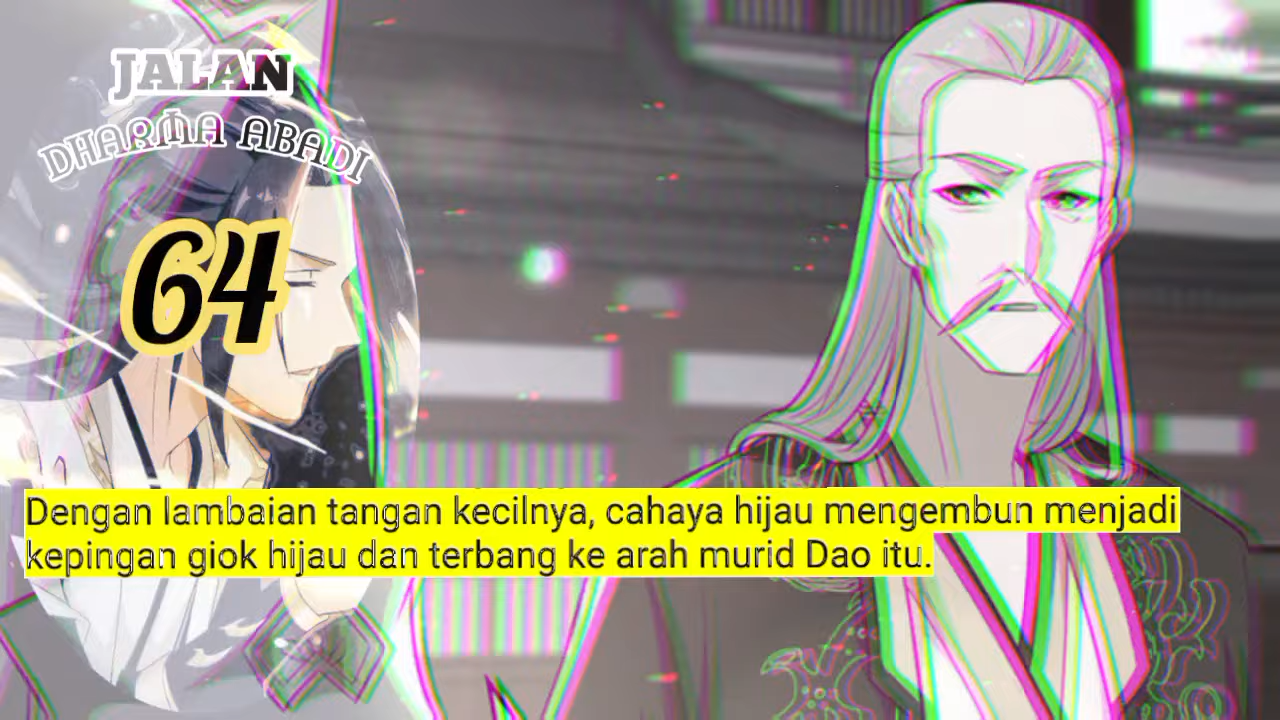 JALAN
DHARMA ABADI
64
Dengan lambaian tangan kecilnya, cahaya hijau mengembun menjadi
kepingan giok hijau dan terbang ke arah murid Dao itu.